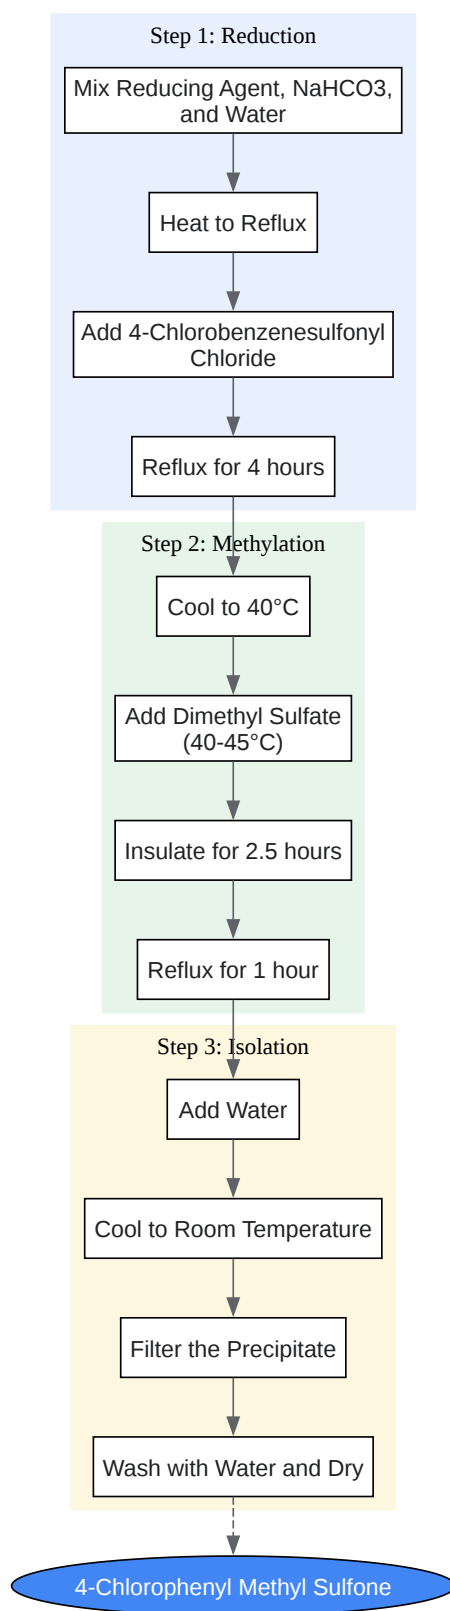 Step 1: Reduction
Mix Reducing Agent, NaHCO3,
and Water
Heat to Reflux
Add 4-Chlorobenzenesulfonyl
Chloride
Reflux for 4 hours
Step 2: Methylation
Cool to 40°C
Add Dimethyl Sulfate
(40-45°C)
Insulate for 2.5 hours
Reflux for 1 hour
Step 3: Isolation
Add Water
Cool to Room Temperature
Filter the Precipitate
Wash with Water and Dry
4-Chlorophenyl Methyl Sulfone